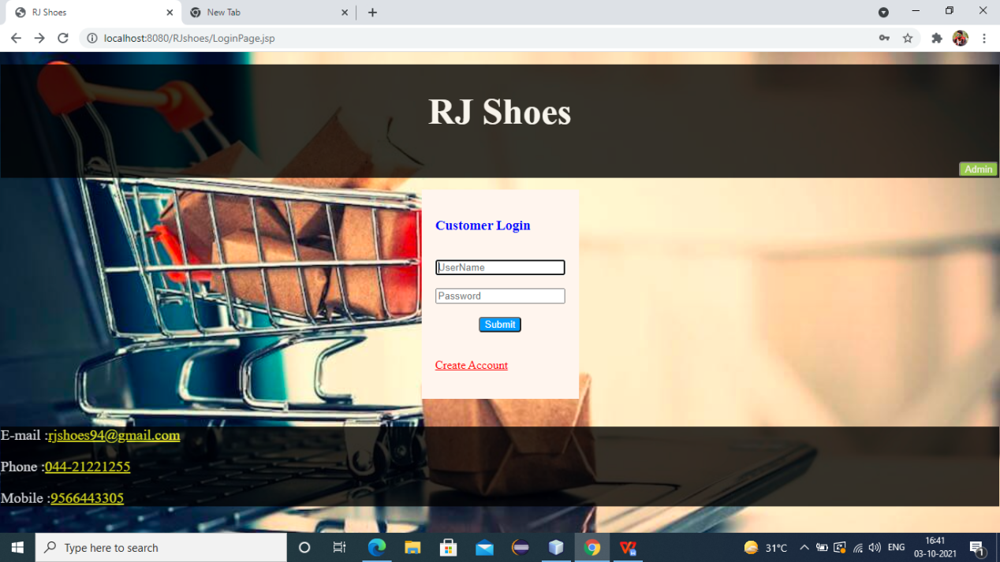 RJ Shoes
New Tab
localhost:8080/RJshoes/LoginPage.jsp
RJ Shoes
Admin
Customer Login
UserName
Password
Submit
Create Account
E-mail :rjshoes94@gmail.com
Phone :044-21221255
Mobile :9566443305
Type here to search
31°C
ENG
16:41
03-10-2021
1